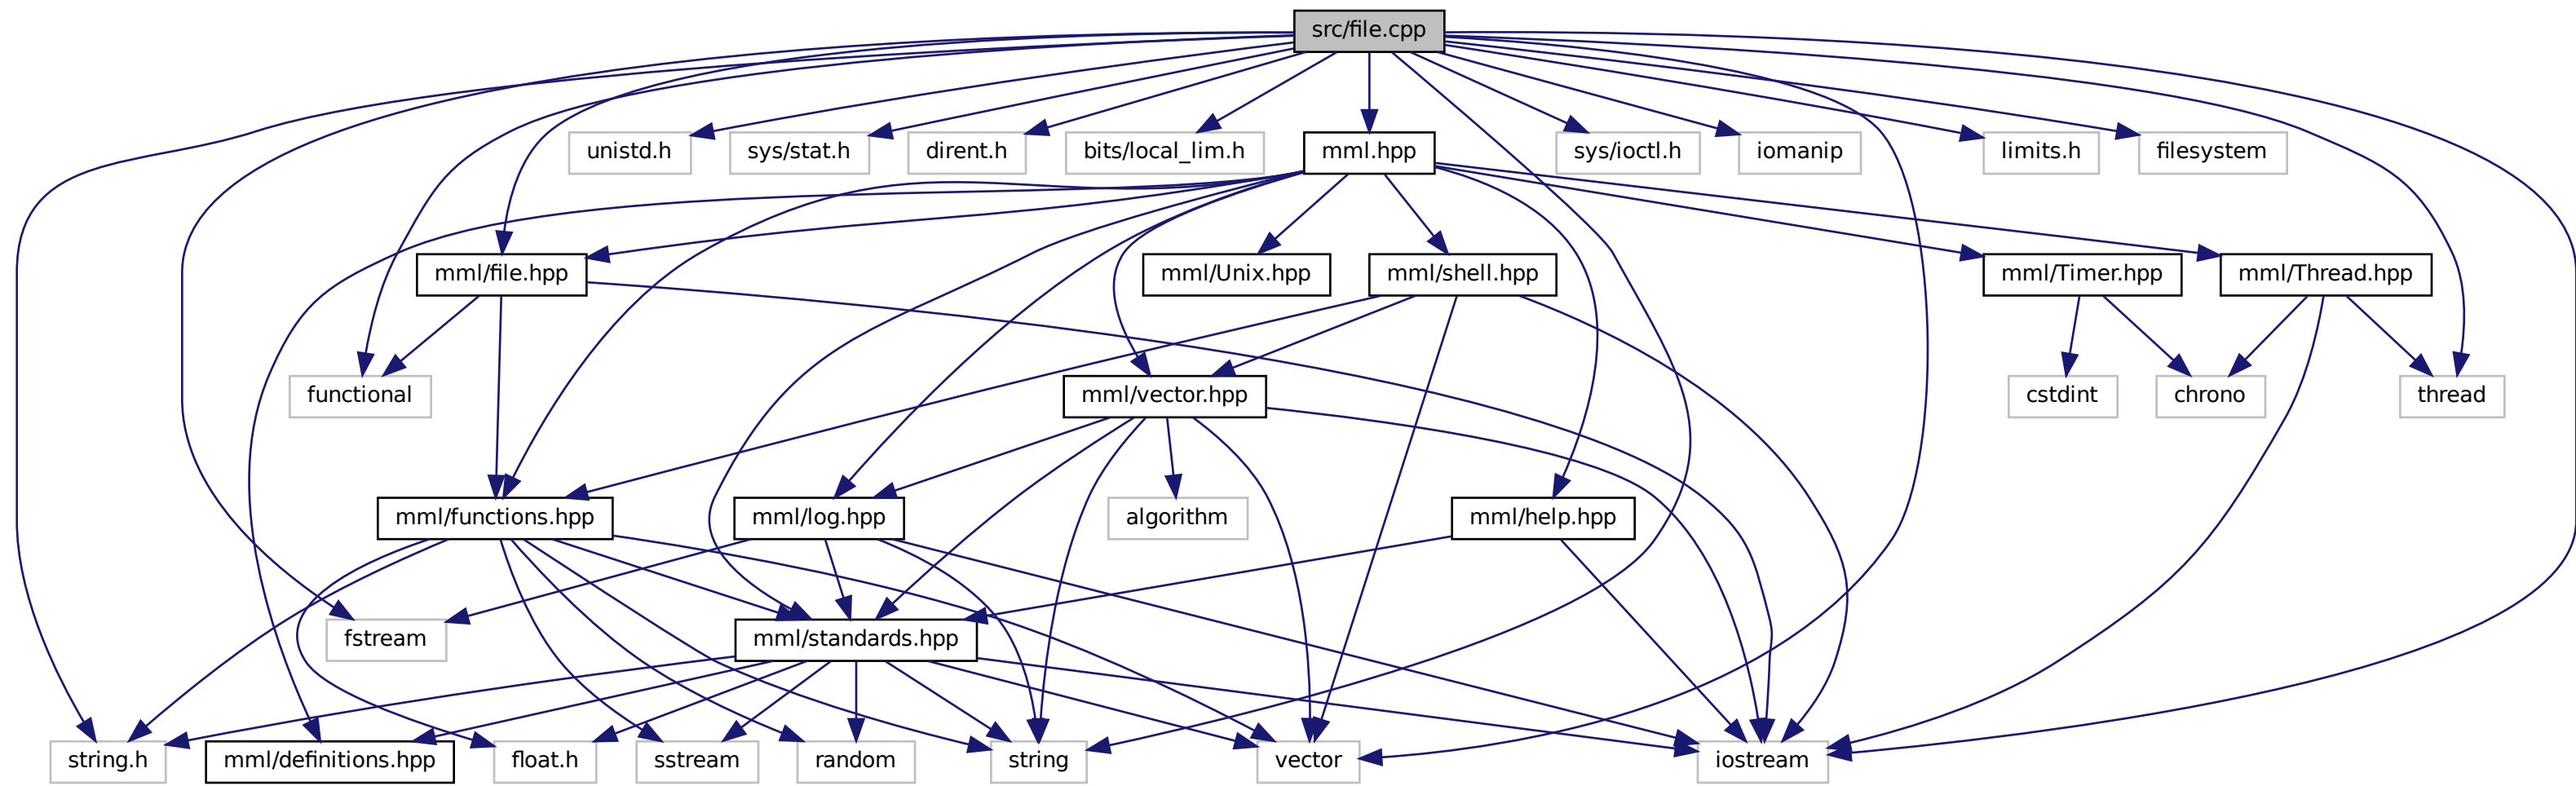 src/file.cpp
unistd.h
sys/stat.h
dirent.h
bits/local_lim.h
mml.hpp
sys/ioctl.h
iomanip
limits.h
filesystem
mml/file.hpp
mml/Unix.hpp
mml/shell.hpp
mml/Timer.hpp
mml/Thread.hpp
functional
mml/vector.hpp
cstdint
chrono
thread
mml/functions.hpp
mml/log.hpp
algorithm
mml/help.hpp
fstream
mml/standards.hpp
string.h
mml/definitions.hpp
float.h
sstream
random
string
vector
iostream